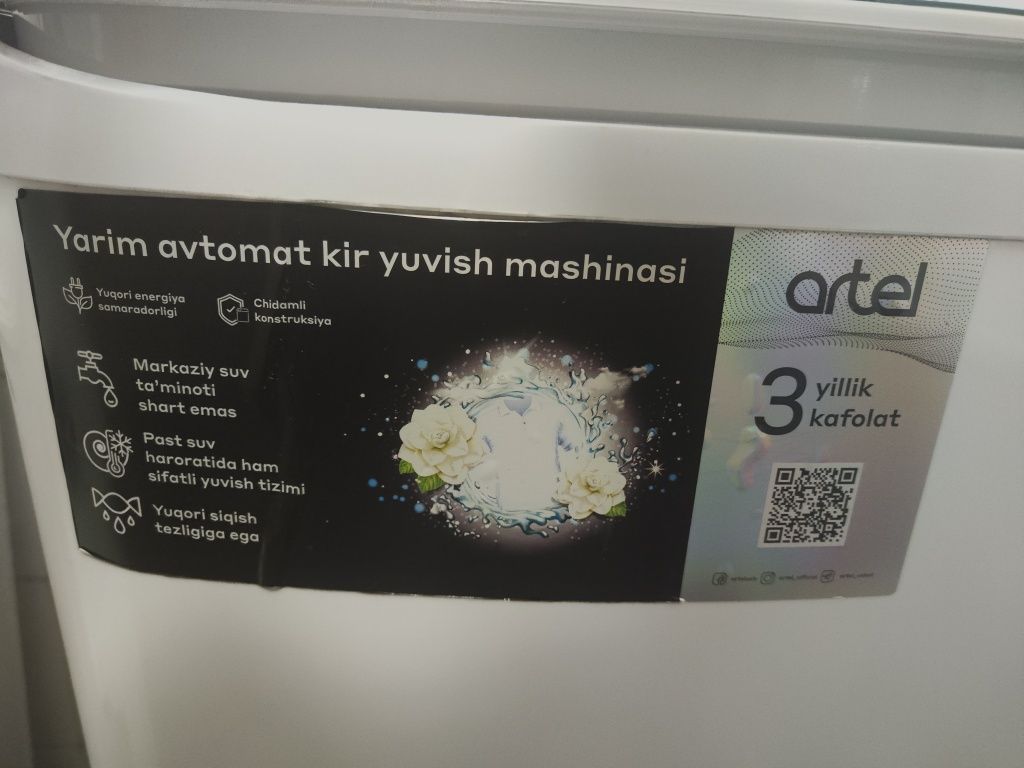 Yarim avtomat kir yuvish mashinasi
Yuqori energiya
samaradorligi
Chidamli
konstruksiya
Markaziy suv
ta'minoti
shart emas
Past suv
haroratida ham
sifatli yuvish tizimi
Yuqori siqish
tezligiga ega
artel
3 yillik
kafolat
artel_official